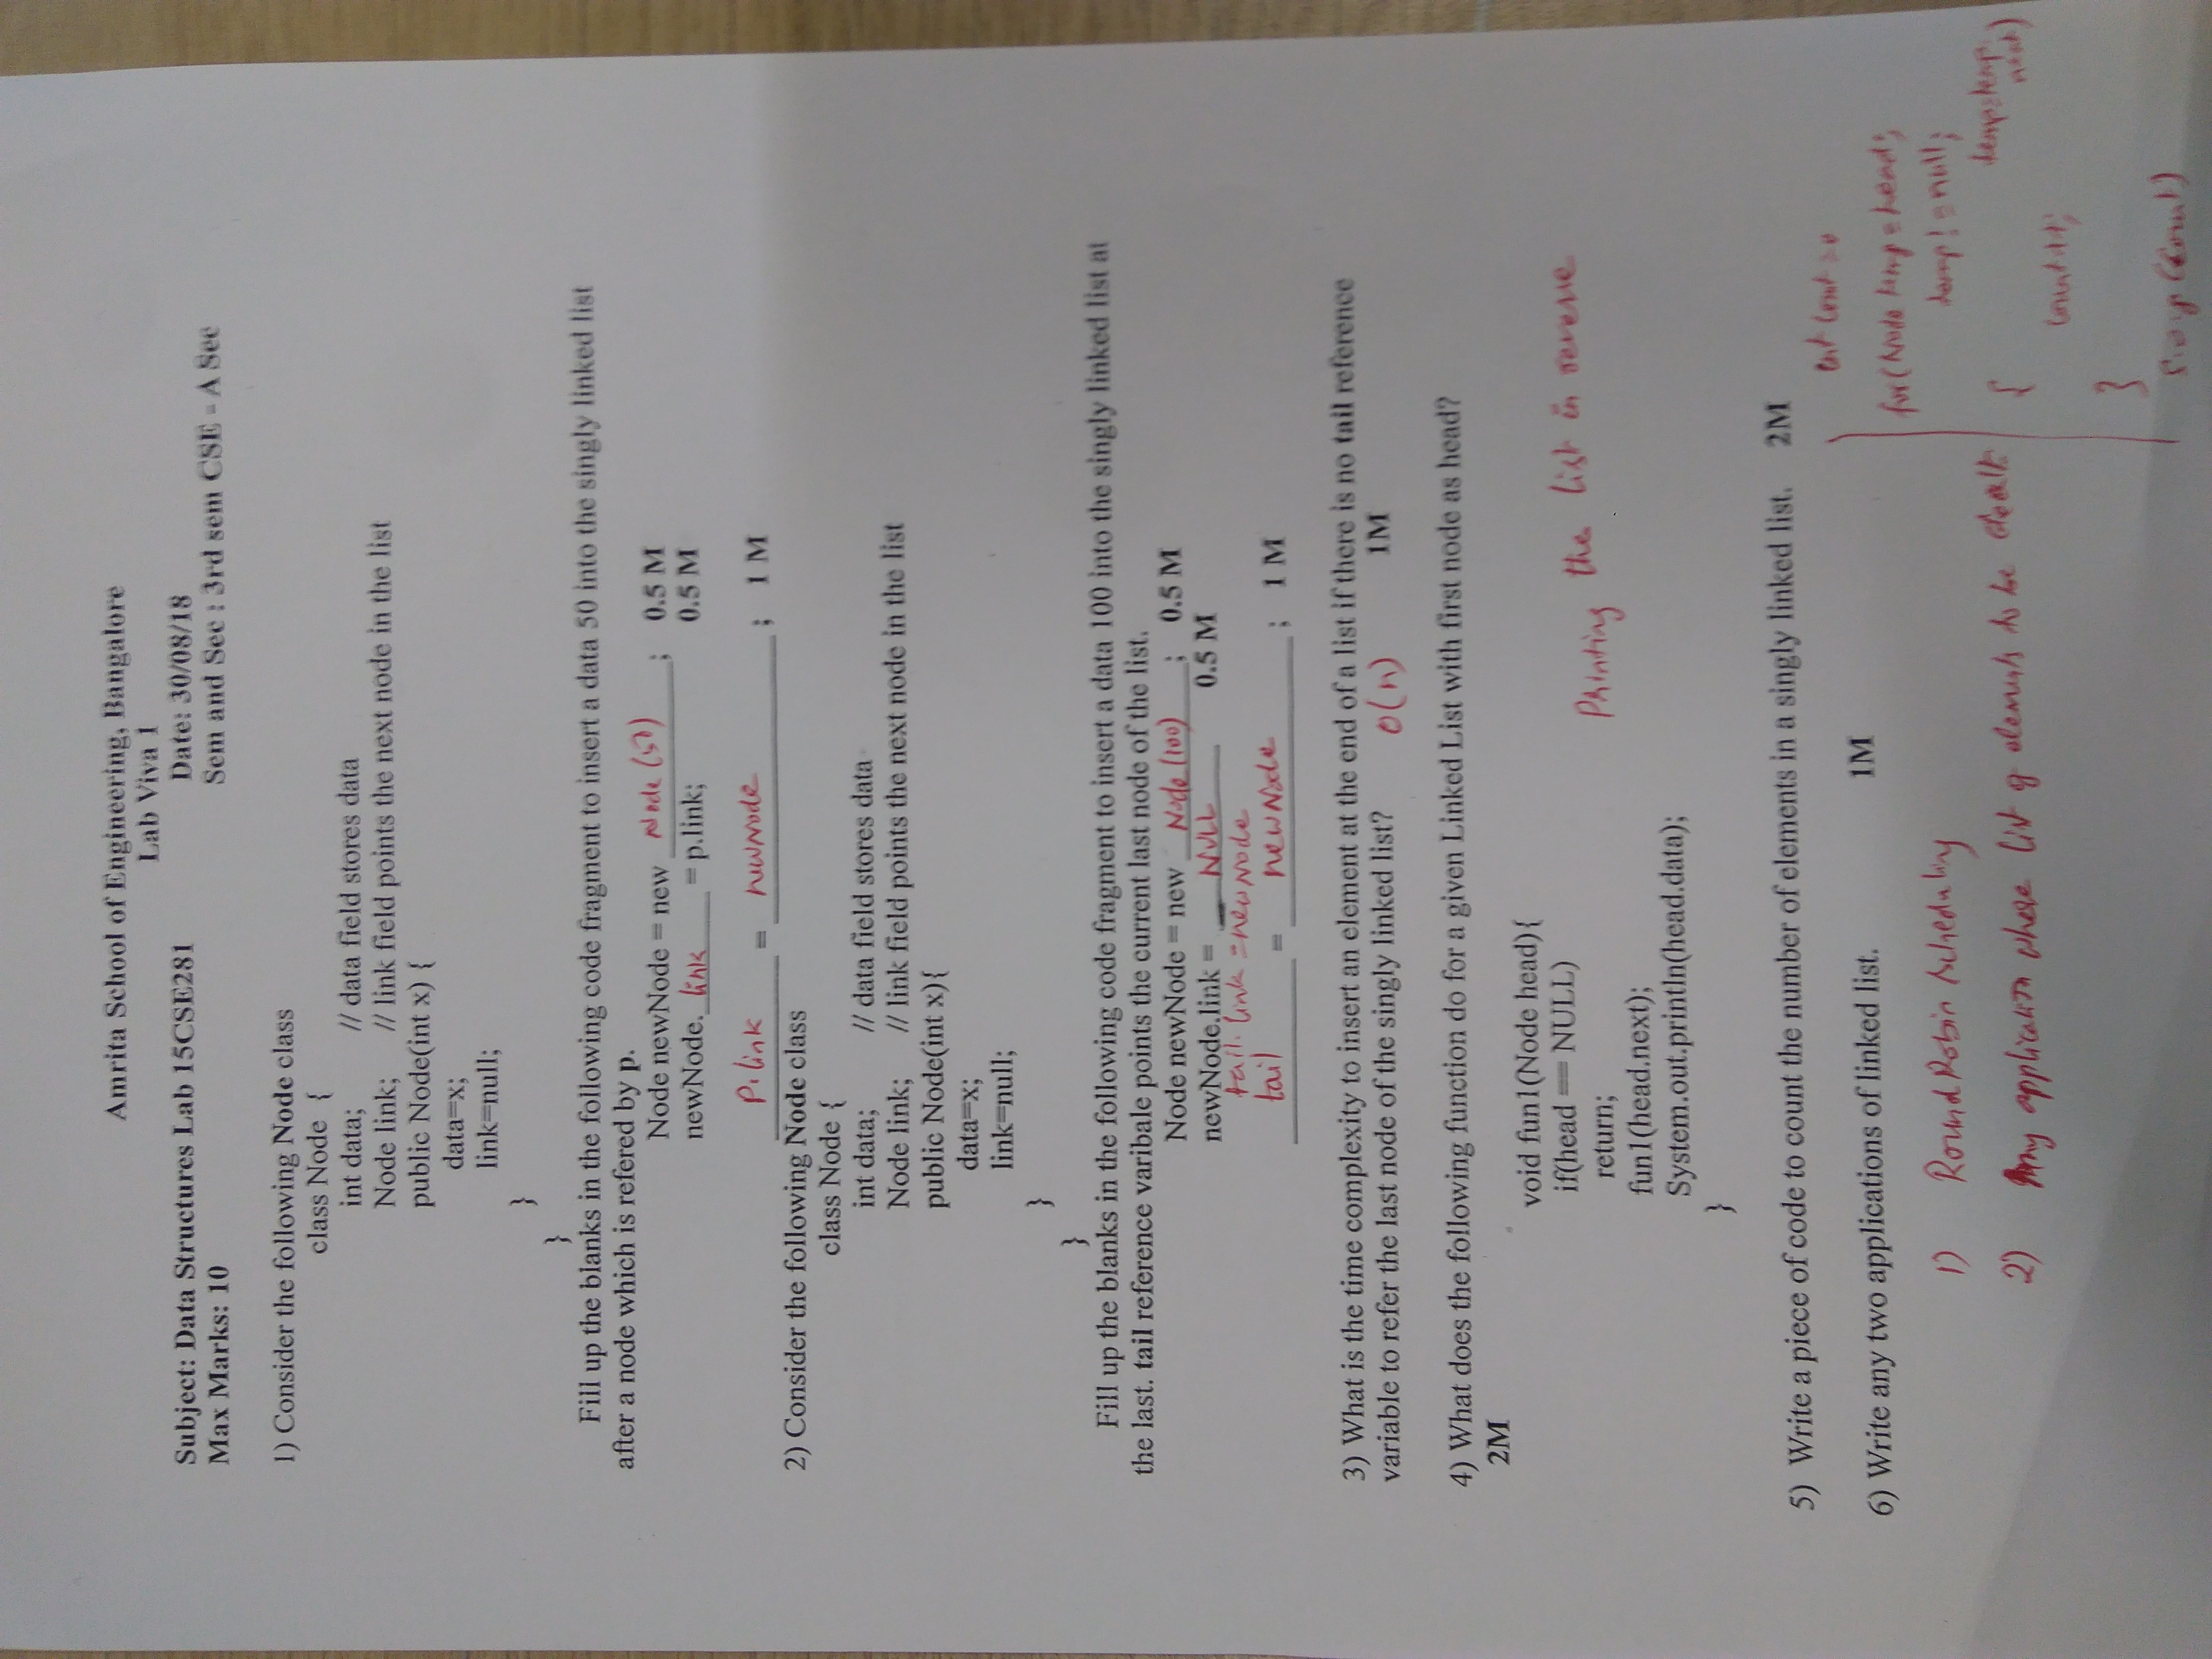 Amrita School of Engineering, Bangalore
Lab Viva 1
Subject: Data Structures Lab 15CSE281 Date: 30/08/18
Max Marks: 10 Sem and Sec : 3rd sem CSE - A Sec
1) Consider the following Node class
class Node {
int data; // data field stores data
Node link; // link field points the next node in the list
public Node(int x) {
data=x;
link=null;
}
}
Fill up the blanks in the following code fragment to insert a data 50 into the singly linked list
after a node which is refered by p.
Node newNode = new Node (50) ; 0.5 M
newNode. link = p.link; 0.5 M
P.link = newNode ; 1 M
2) Consider the following Node class
class Node {
int data; // data field stores data
Node link; // link field points the next node in the list
public Node(int x){
data=x;
link=null;
}
}
Fill up the blanks in the following code fragment to insert a data 100 into the singly linked list at
the last. tail reference varibale points the current last node of the list.
Node newNode = new Node (100) ; 0.5 M
newNode.link = NULL 0.5 M
tail. link = newNode
tail = newNode ; 1 M
3) What is the time complexity to insert an element at the end of a list if there is no tail reference
variable to refer the last node of the singly linked list? O(n) 1M
4) What does the following function do for a given Linked List with first node as head?
2M
void fun1(Node head){
if(head == NULL)
return;
fun1(head.next);
System.out.println(head.data);
}
Printing the List in reverse
5) Write a piece of code to count the number of elements in a singly linked list. 2M
int count = 0
for(Node temp = head;
temp! = null;
temp=temp.
next)
{
count++;
}
S.o.p (count)
6) Write any two applications of linked list. 1M
1) Round Robin Scheduling
2) Any application where list of elements to be dealt